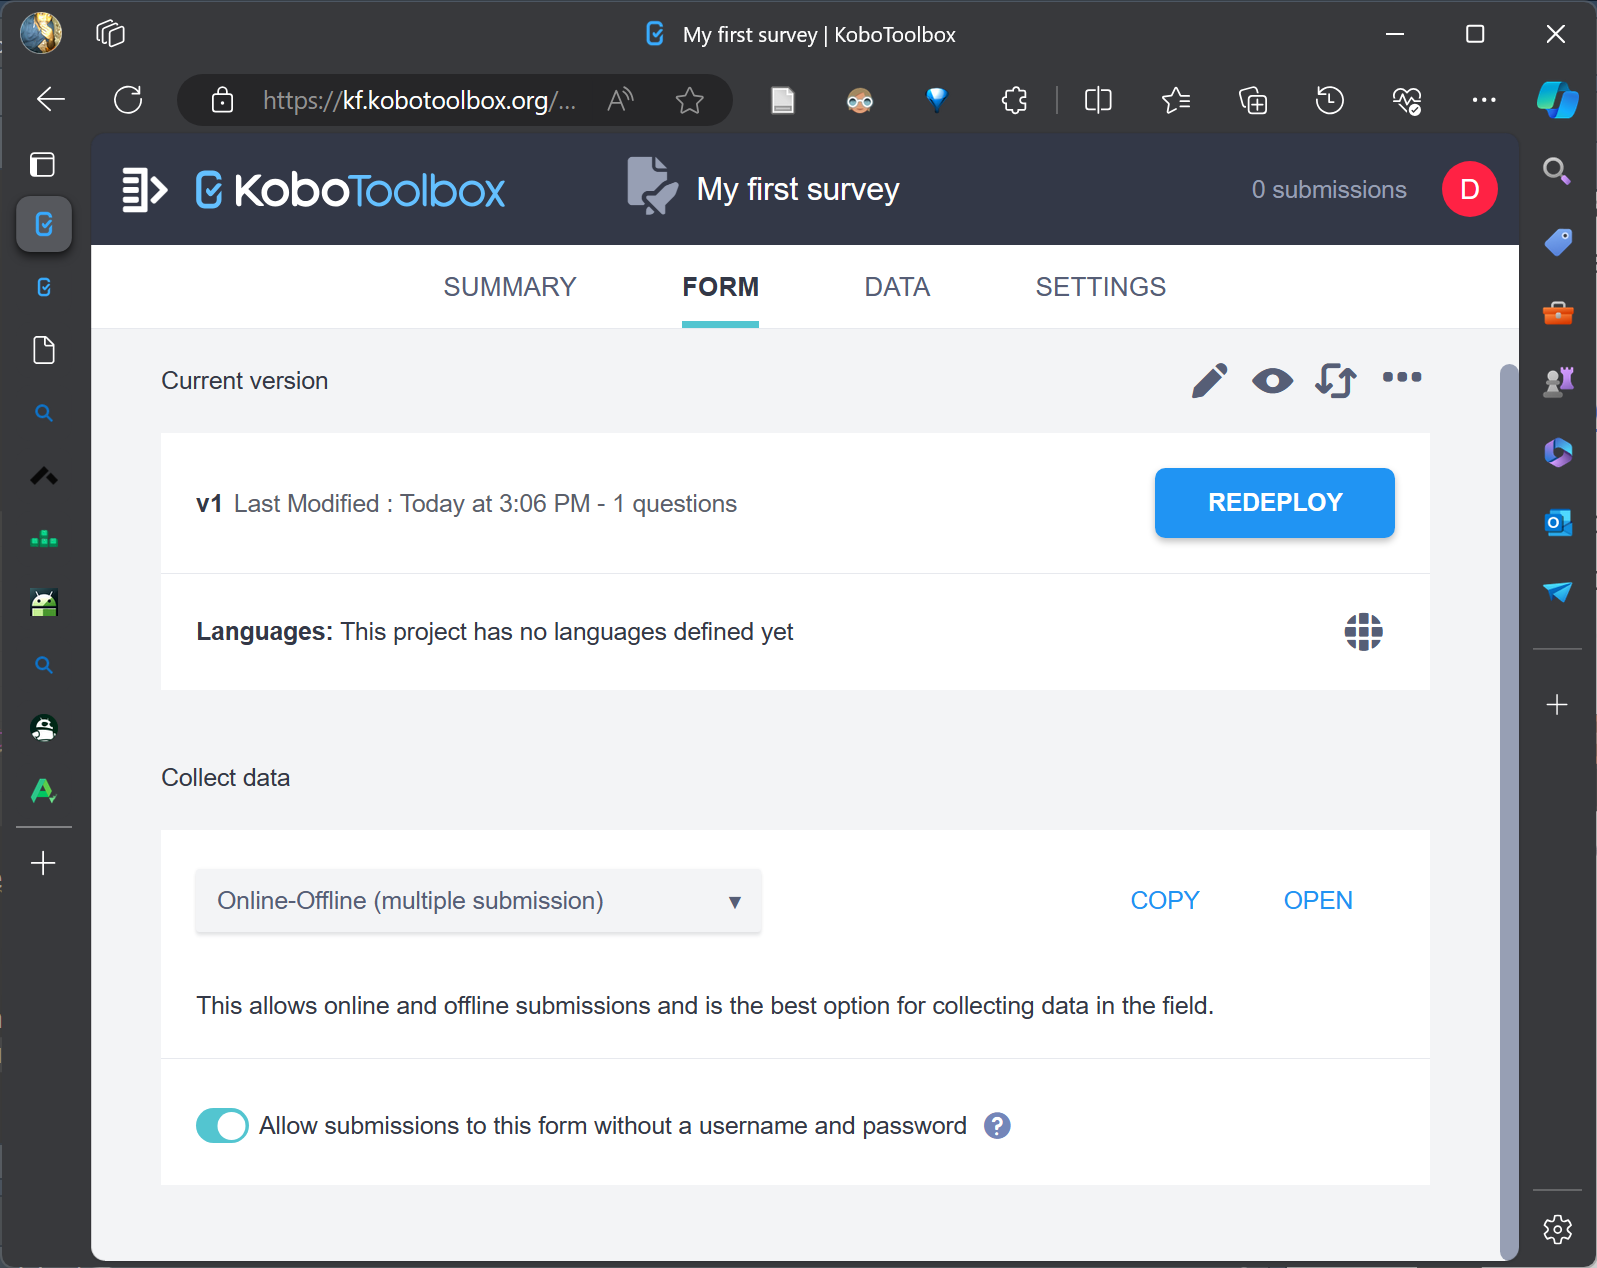 My first survey | KoboToolbox
https://kf.kobotoolbox.org/...
KoboToolbox
My first survey
0 submissions
D
SUMMARY
FORM
DATA
SETTINGS
Current version
v1 Last Modified : Today at 3:06 PM - 1 questions
REDEPLOY
Languages: This project has no languages defined yet
Collect data
Online-Offline (multiple submission)
COPY
OPEN
This allows online and offline submissions and is the best option for collecting data in the field.
Allow submissions to this form without a username and password